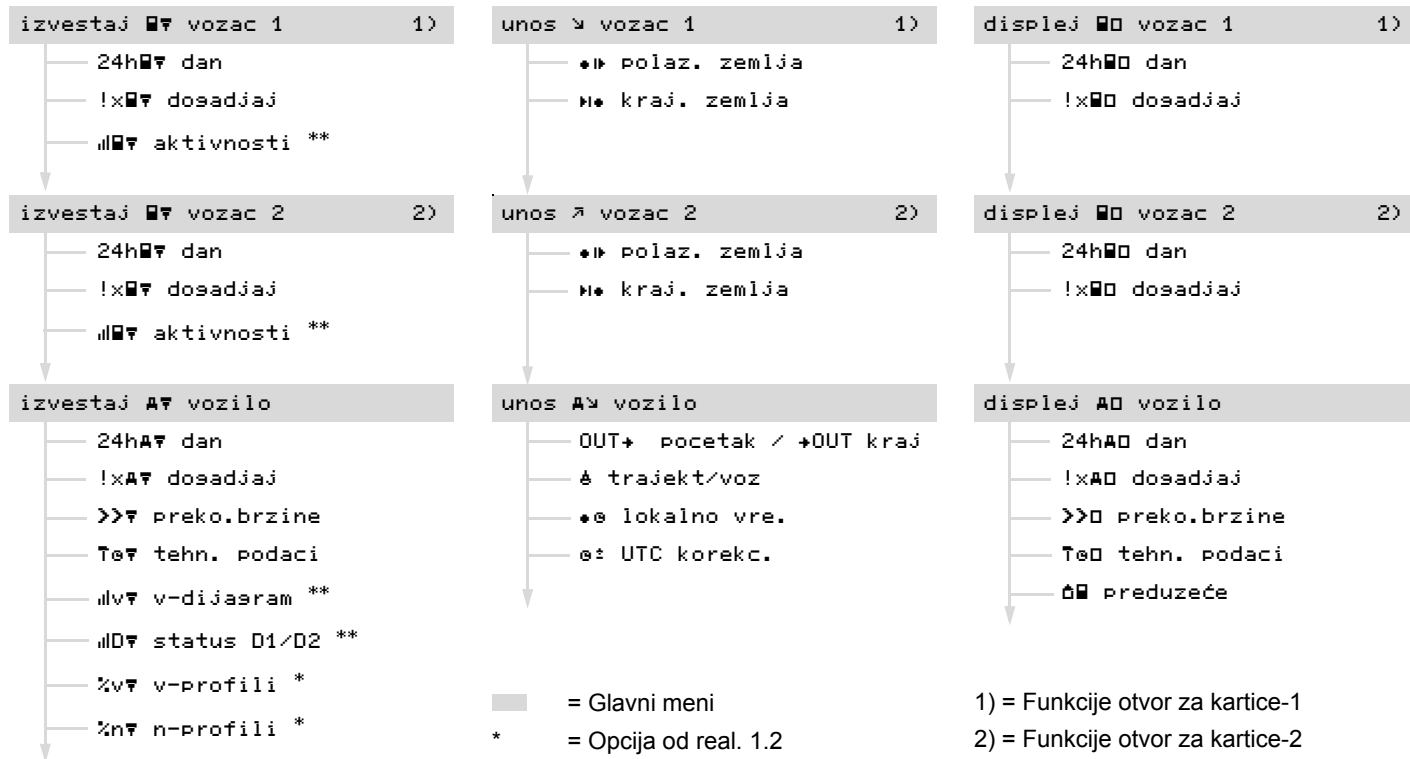 izvestaj ▼ vozac 1 1)
24h▼ dan
!x▼ dogadjaj
▼ aktivnosti **
izvestaj ▼ vozac 2 2)
24h▼ dan
!x▼ dogadjaj
▼ aktivnosti **
izvestaj A▼ vozilo
24hA▼ dan
!xA▼ dogadjaj
>>▼ preko.brzine
T▼ tehn. podaci
v▼ v-dijagram **
D▼ status D1/D2 **
%v▼ v-profili *
%n▼ n-profili *
unos ↘ vozac 1 1)
polaz. zemlja
kraj. zemlja
unos ↗ vozac 2 2)
polaz. zemlja
kraj. zemlja
unos A↘ vozilo
OUT→ pocetak / →OUT kraj
trajekt/voz
lokalno vre.
UTC korekc.
displej □ vozac 1 1)
24h□ dan
!x□ dogadjaj
displej □ vozac 2 2)
24h□ dan
!x□ dogadjaj
displej A□ vozilo
24hA□ dan
!xA□ dogadjaj
>>□ preko.brzine
T□ tehn. podaci
preduzeće
= Glavni meni
* = Opcija od real. 1.2
1) = Funkcije otvor za kartice-1
2) = Funkcije otvor za kartice-2